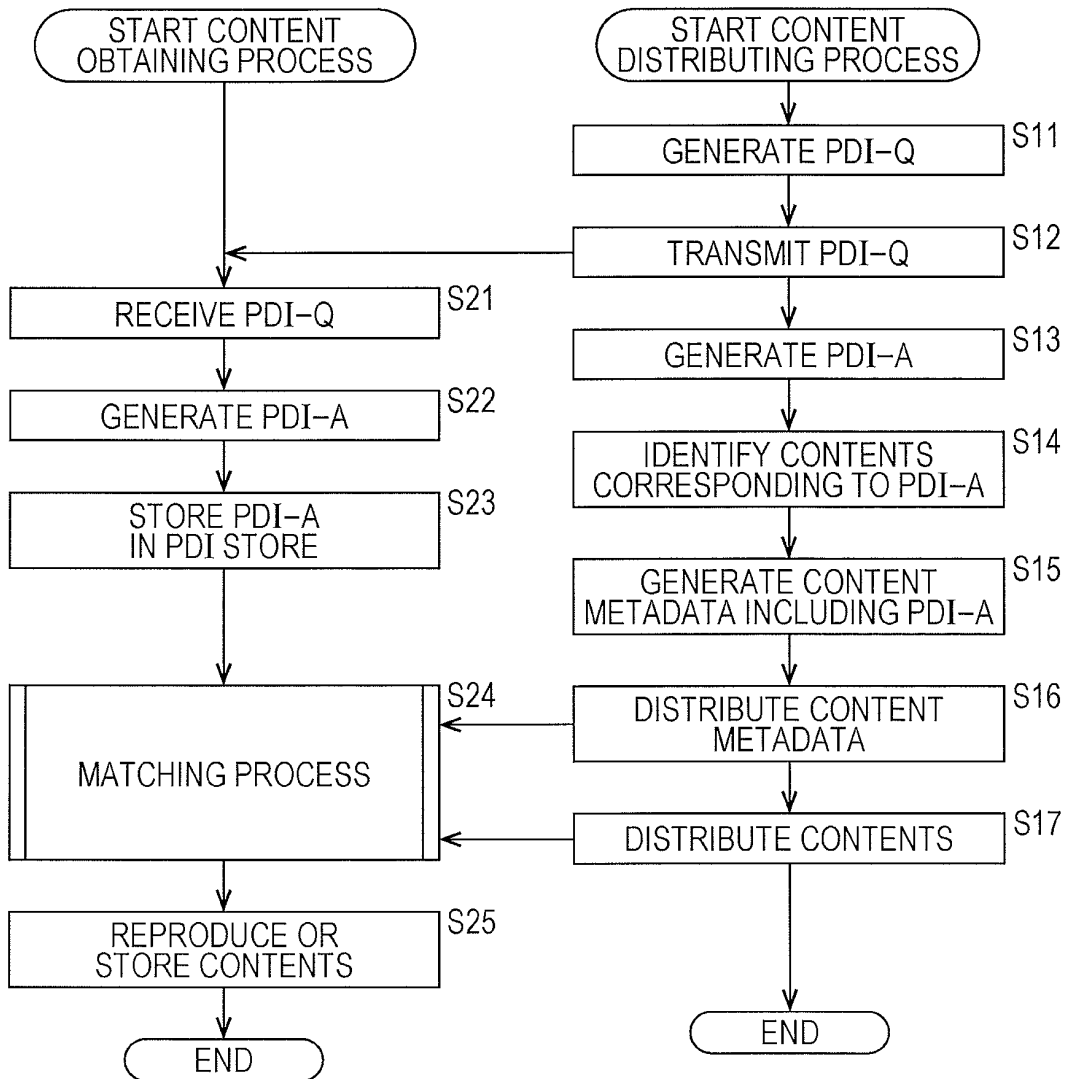 START CONTENT
OBTAINING PROCESS
START CONTENT
DISTRIBUTING PROCESS
S11
GENERATE PDI-Q
S12
TRANSMIT PDI-Q
S21
RECEIVE PDI-Q
S13
GENERATE PDI-A
S22
GENERATE PDI-A
S14
IDENTIFY CONTENTS
CORRESPONDING TO PDI-A
S23
STORE PDI-A
IN PDI STORE
S15
GENERATE CONTENT
METADATA INCLUDING PDI-A
S24
MATCHING PROCESS
S16
DISTRIBUTE CONTENT
METADATA
S17
DISTRIBUTE CONTENTS
S25
REPRODUCE OR
STORE CONTENTS
END
END